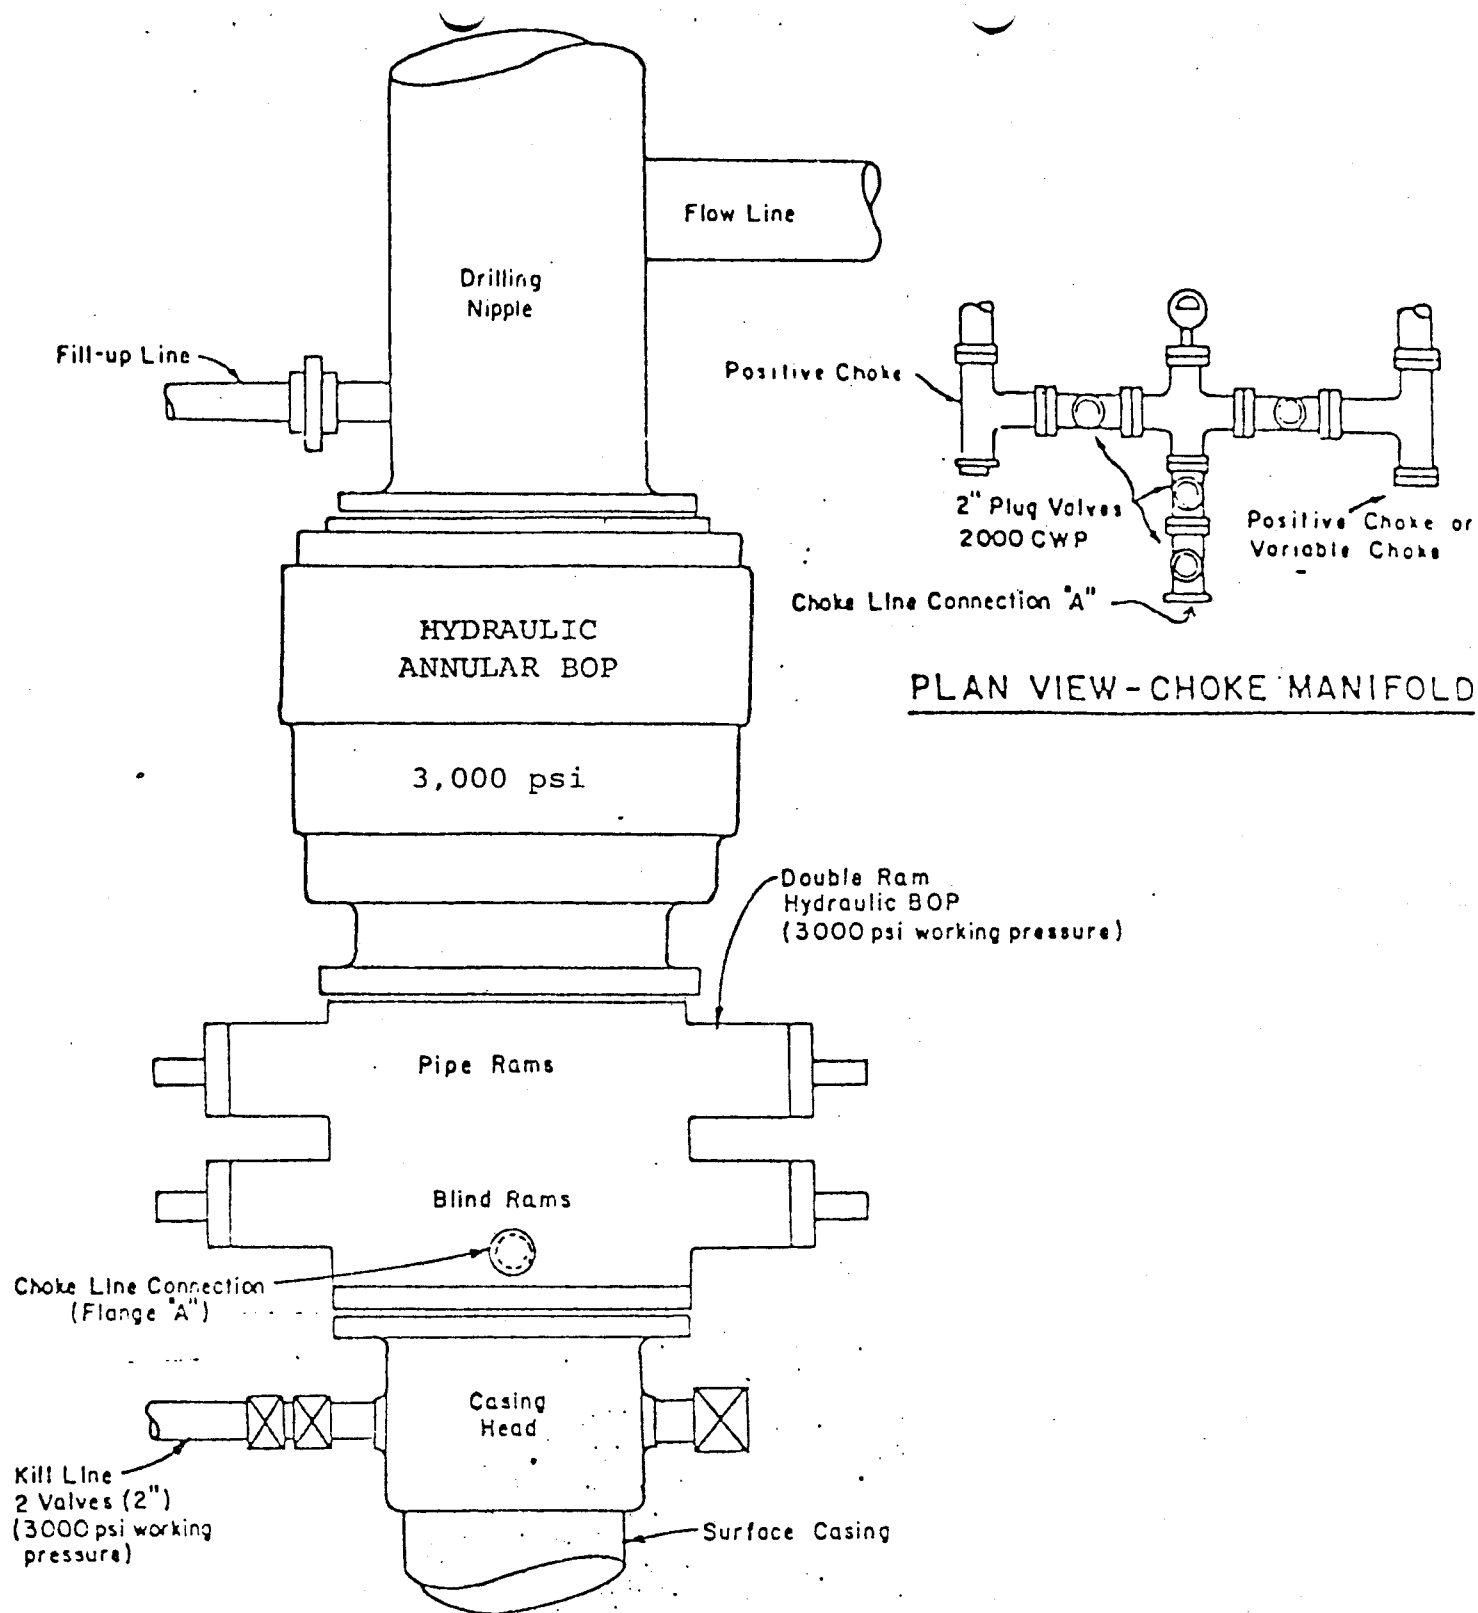 Flow Line
Drilling
Nipple
Fill-up Line
Positive Choke
2" Plug Valves
2000 CWP
Positive Choke or
Variable Choke
Choke Line Connection "A"
HYDRAULIC
ANNULAR BOP
PLAN VIEW-CHOKE MANIFOLD
3,000 psi
Double Ram
Hydraulic BOP
(3000 psi working pressure)
Pipe Rams
Blind Rams
Choke Line Connection
(Flange "A")
Casing
Head
Kill Line
2 Valves (2")
(3000 psi working
pressure)
Surface Casing